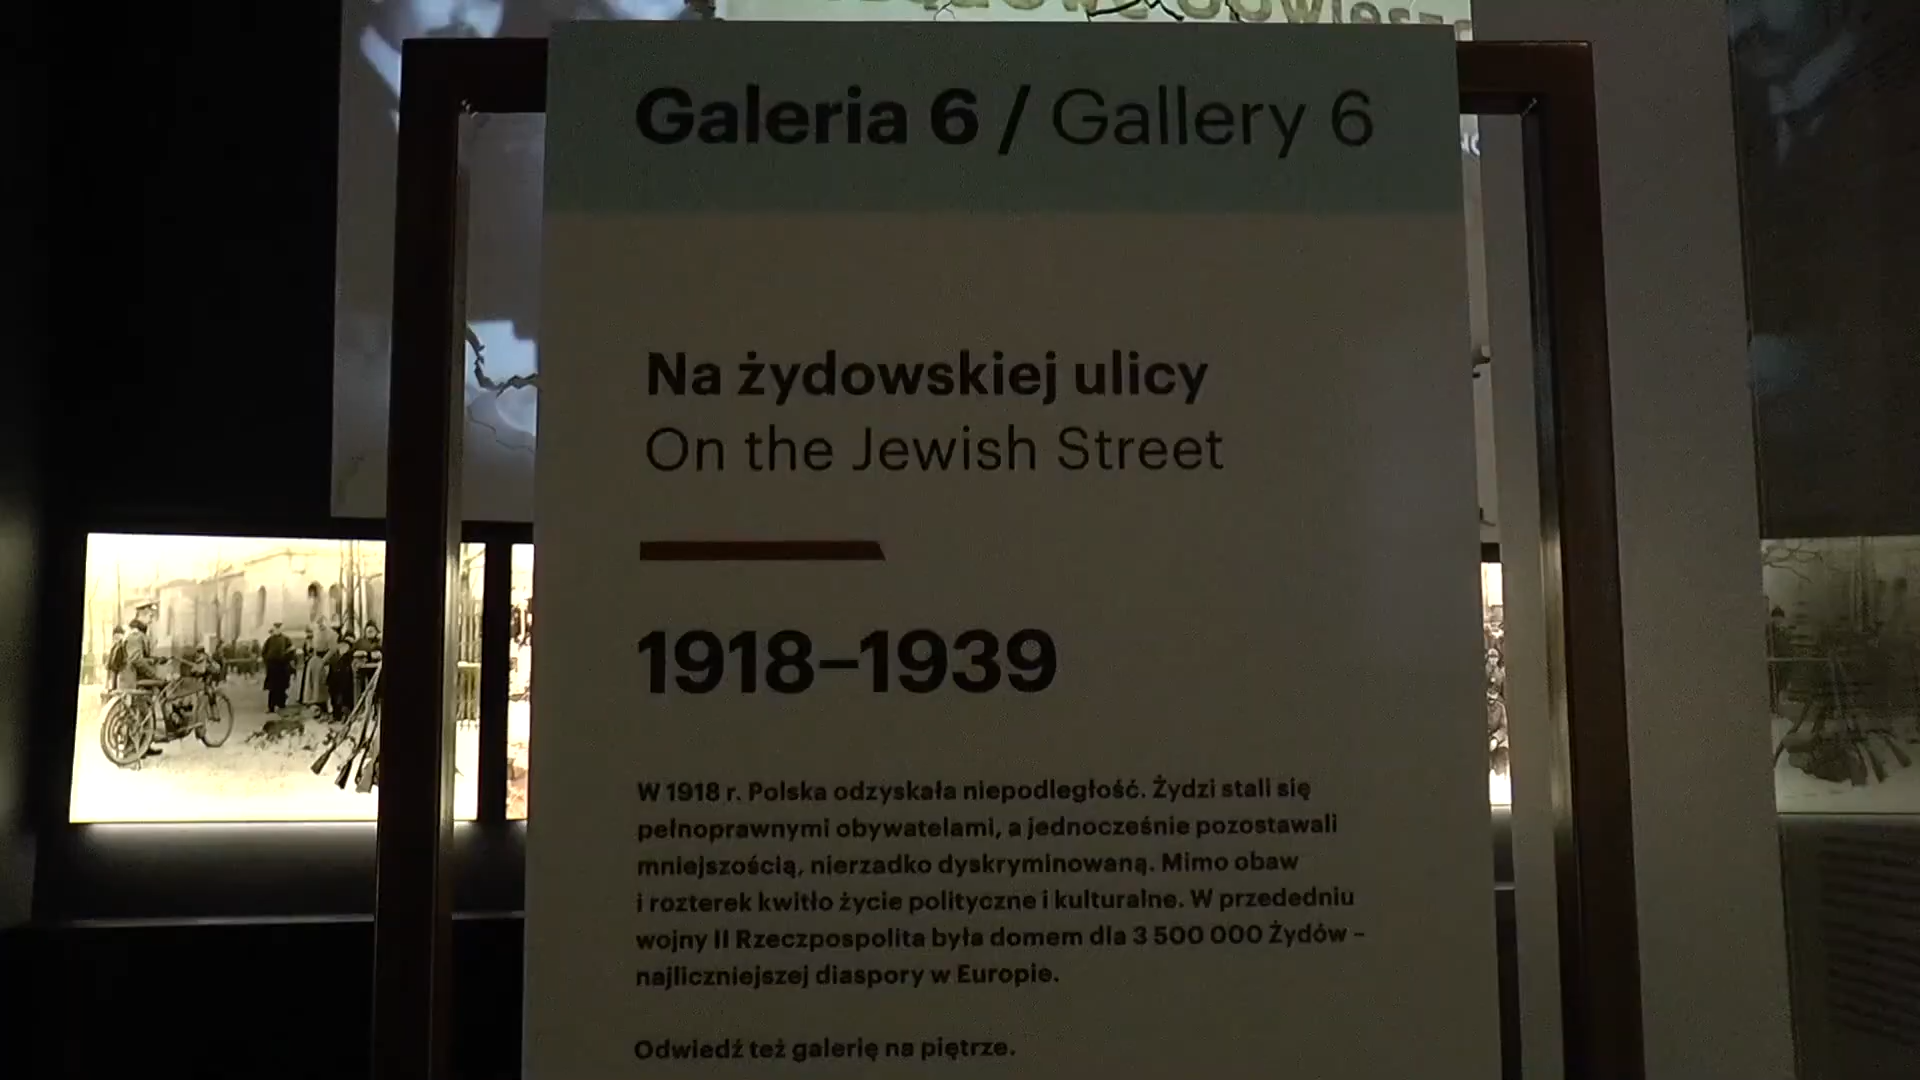 Galeria 6 / Gallery 6
Na żydowskiej ulicy
On the Jewish Street
1918–1939
W 1918 r. Polska odzyskała niepodległość. Żydzi stali się
pełnoprawnymi obywatelami, a jednocześnie pozostawali
mniejszością, nierzadko dyskryminowaną. Mimo obaw
i rozterek kwitło życie polityczne i kulturalne. W przededniu
wojny II Rzeczpospolita była domem dla 3 500 000 Żydów –
najliczniejszej diaspory w Europie.
Odwiedź też galerię na piętrze.